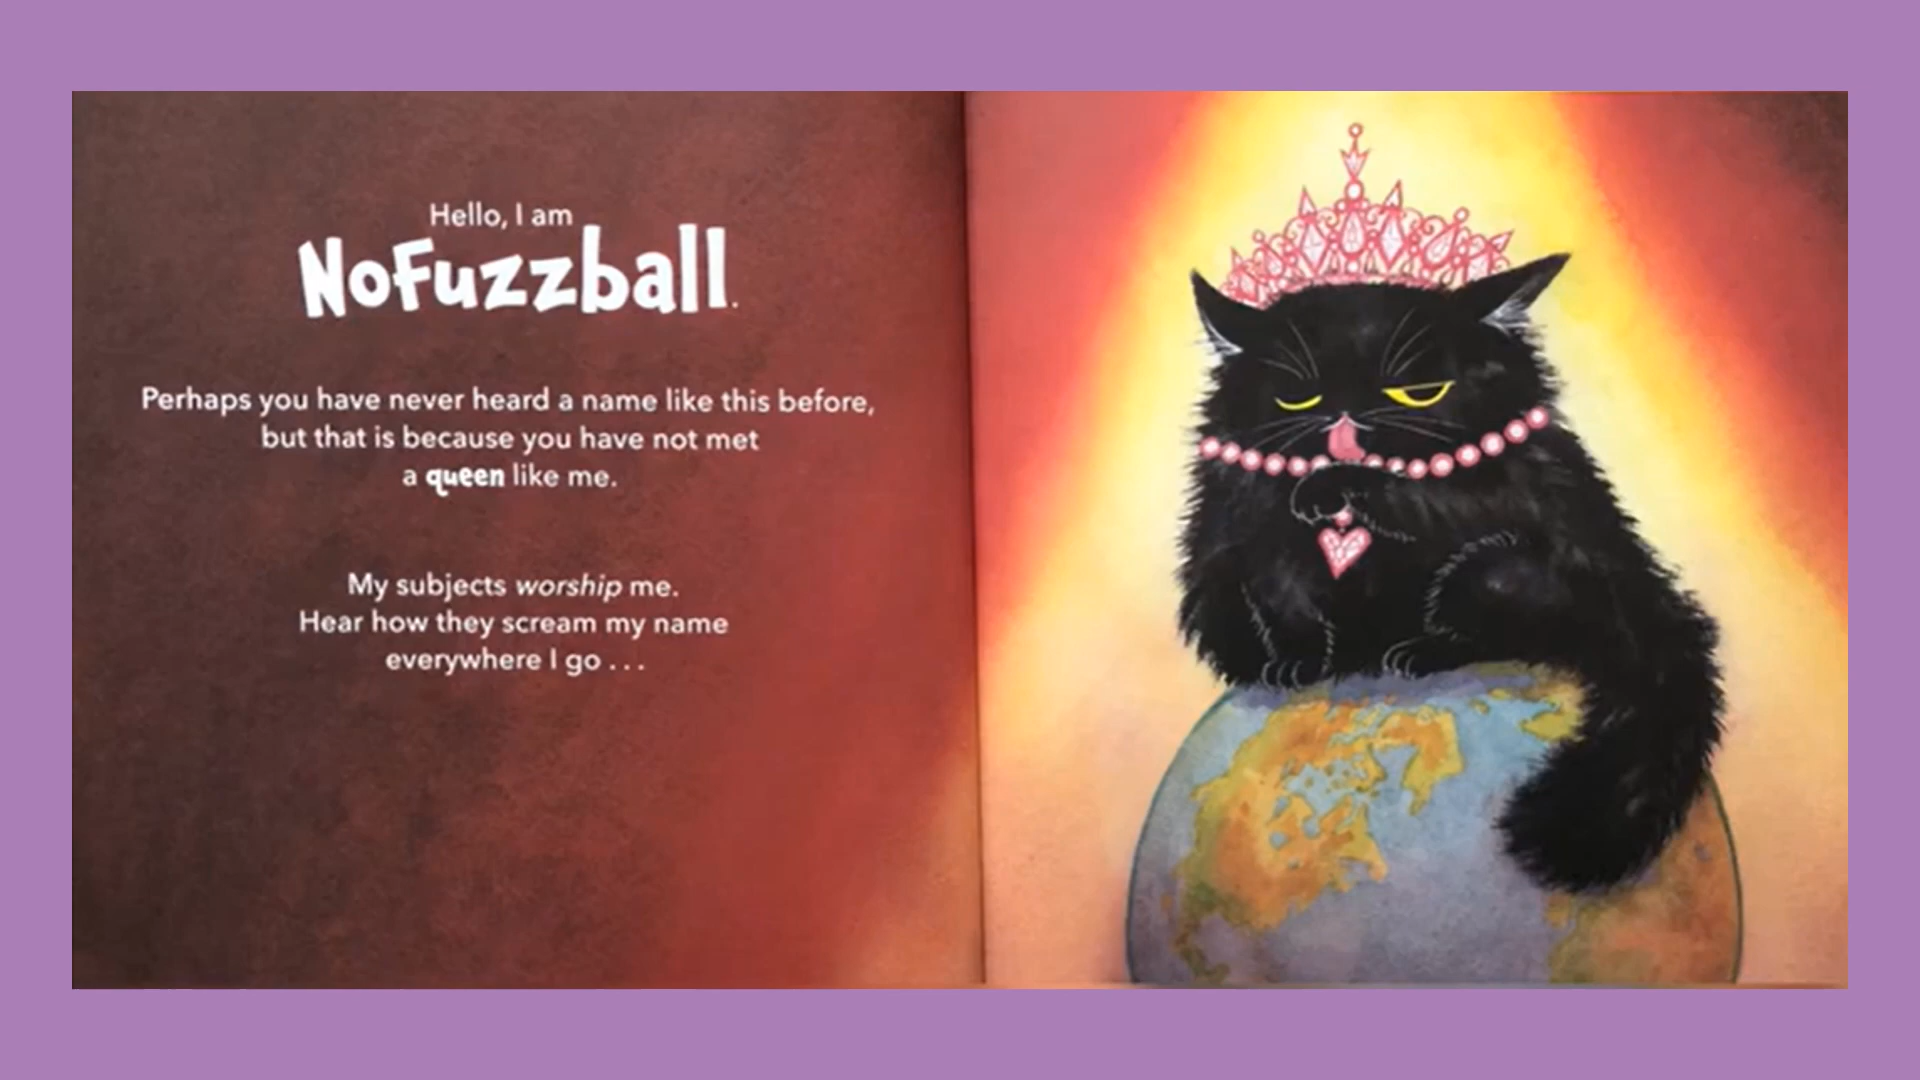 Hello, I am
NoFuzzball.
Perhaps you have never heard a name like this before,
but that is because you have not met
a queen like me.
My subjects worship me.
Hear how they scream my name
everywhere I go . . .